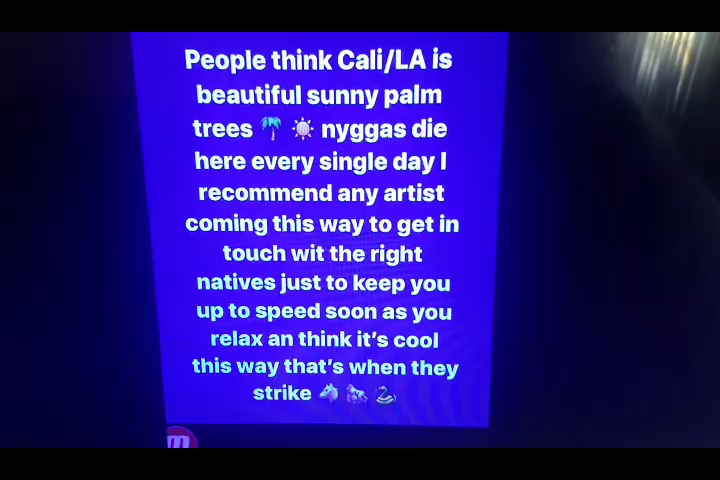 People think Cali/LA is
beautiful sunny palm
trees 🌴 ☀️ nyggas die
here every single day I
recommend any artist
coming this way to get in
touch wit the right
natives just to keep you
up to speed soon as you
relax an think it’s cool
this way that’s when they
strike 🐴 🦍 🐍
m